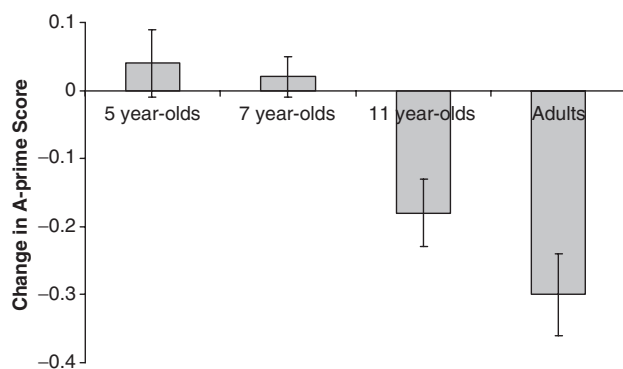 Change in A-prime Score
0.1
0
−0.1
−0.2
−0.3
−0.4
5 year-olds
7 year-olds
11 year-olds
Adults